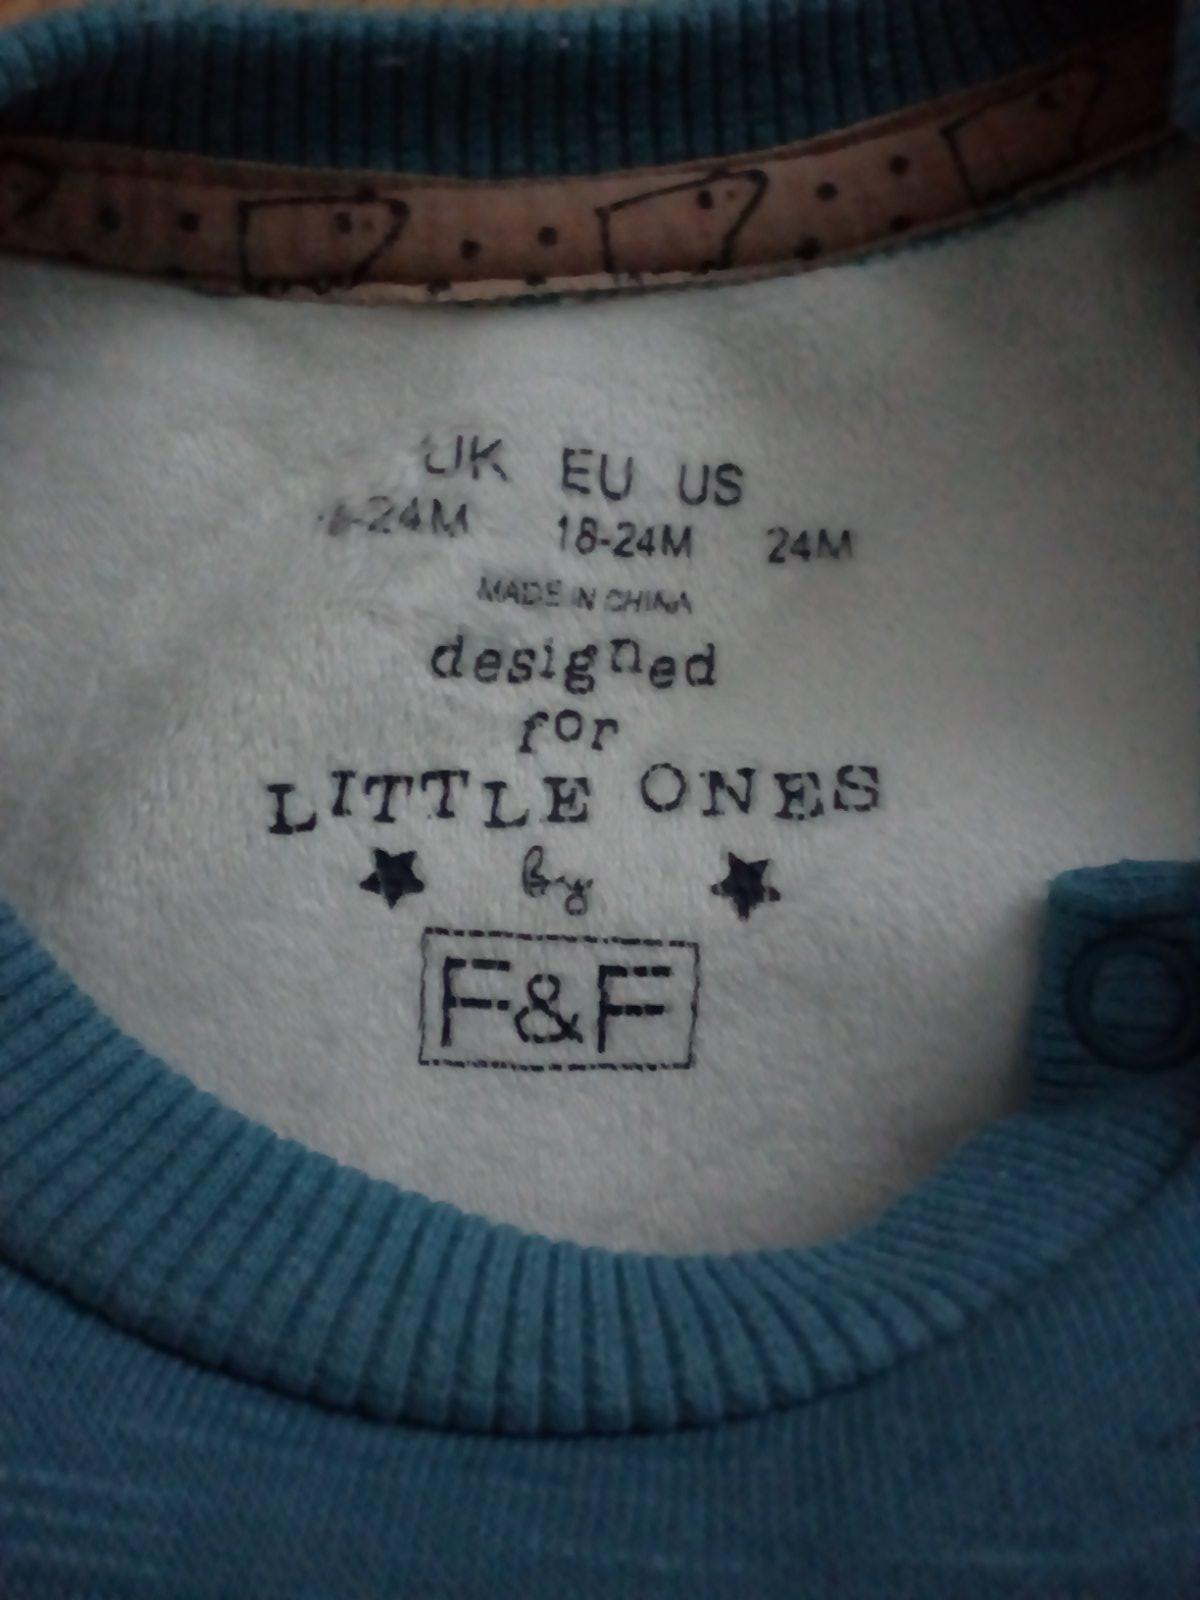 UK EU US
18-24M 24M
MADE IN CHINA
designed
for
LITTLE ONES
by
F&F